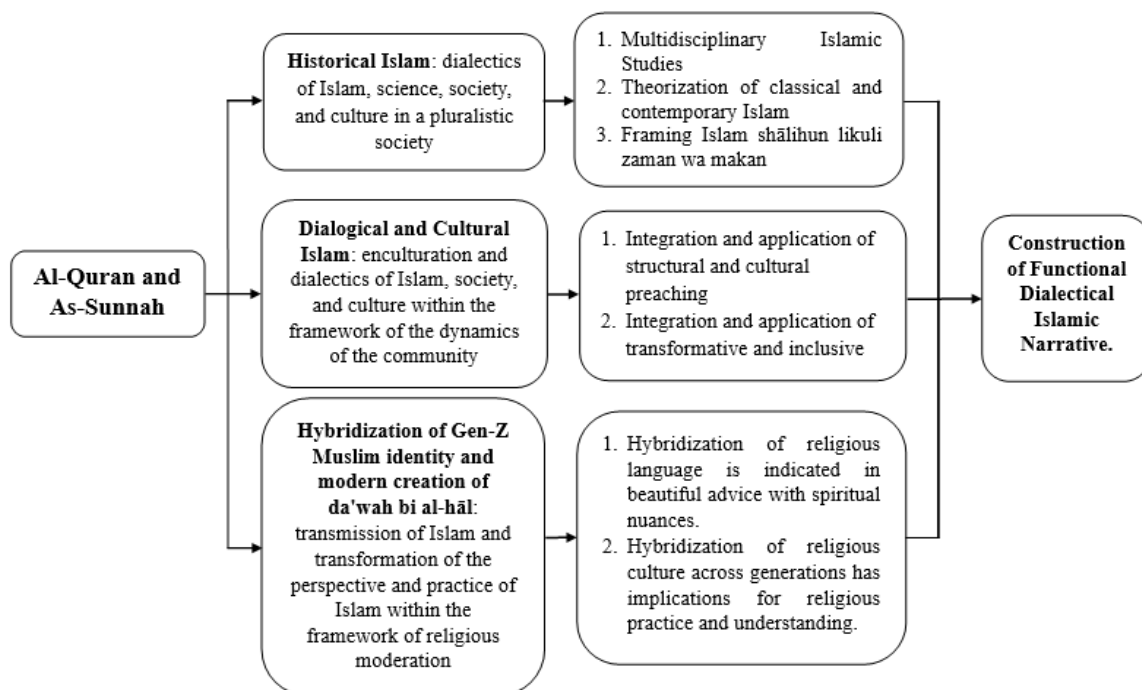 Al-Quran and
As-Sunnah
Historical Islam: dialectics
of Islam, science, society,
and culture in a pluralistic
society
1. Multidisciplinary Islamic
Studies
2. Theorization of classical and
contemporary Islam
3. Framing Islam shālihun likuli
zaman wa makan
Dialogical and Cultural
Islam: enculturation and
dialectics of Islam, society,
and culture within the
framework of the dynamics
of the community
1. Integration and application of
structural and cultural
preaching
2. Integration and application of
transformative and inclusive
Hybridization of Gen-Z
Muslim identity and
modern creation of
da'wah bi al-hāl:
transmission of Islam and
transformation of the
perspective and practice of
Islam within the
framework of religious
moderation
1. Hybridization of religious
language is indicated in
beautiful advice with spiritual
nuances.
2. Hybridization of religious
culture across generations has
implications for religious
practice and understanding.
Construction
of Functional
Dialectical
Islamic
Narrative.